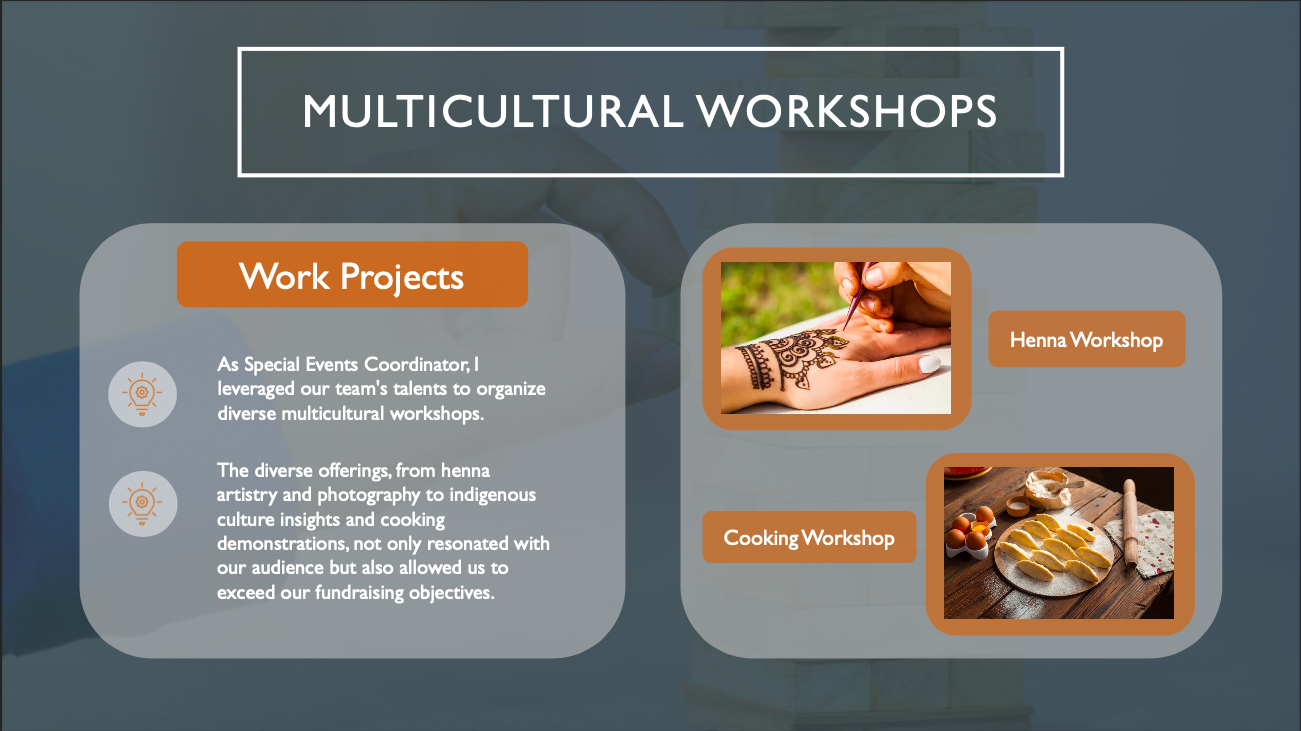 MULTICULTURAL WORKSHOPS
Work Projects
As Special Events Coordinator, I
leveraged our team's talents to organize
diverse multicultural workshops.
The diverse offerings, from henna
artistry and photography to indigenous
culture insights and cooking
demonstrations, not only resonated with
our audience but also allowed us to
exceed our fundraising objectives.
Henna Workshop
Cooking Workshop